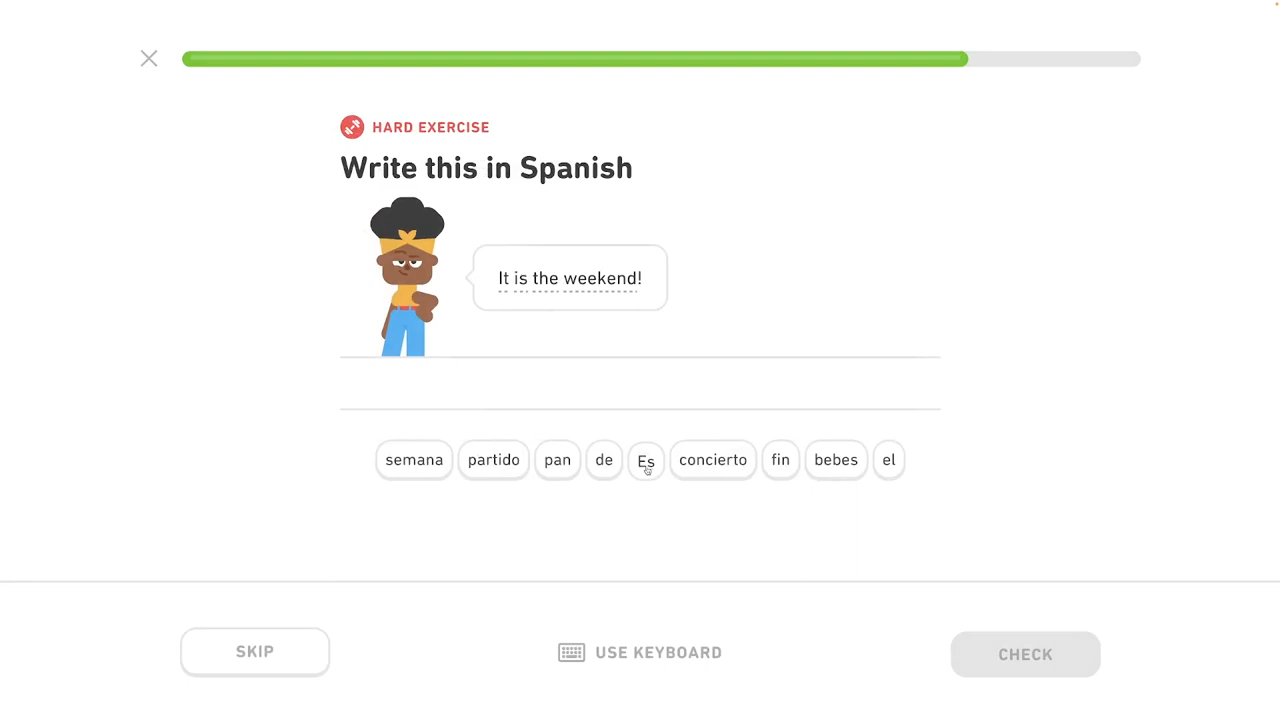 HARD EXERCISE
Write this in Spanish
It is the weekend!
semana partido pan de Es concierto fin bebes el
SKIP USE KEYBOARD CHECK